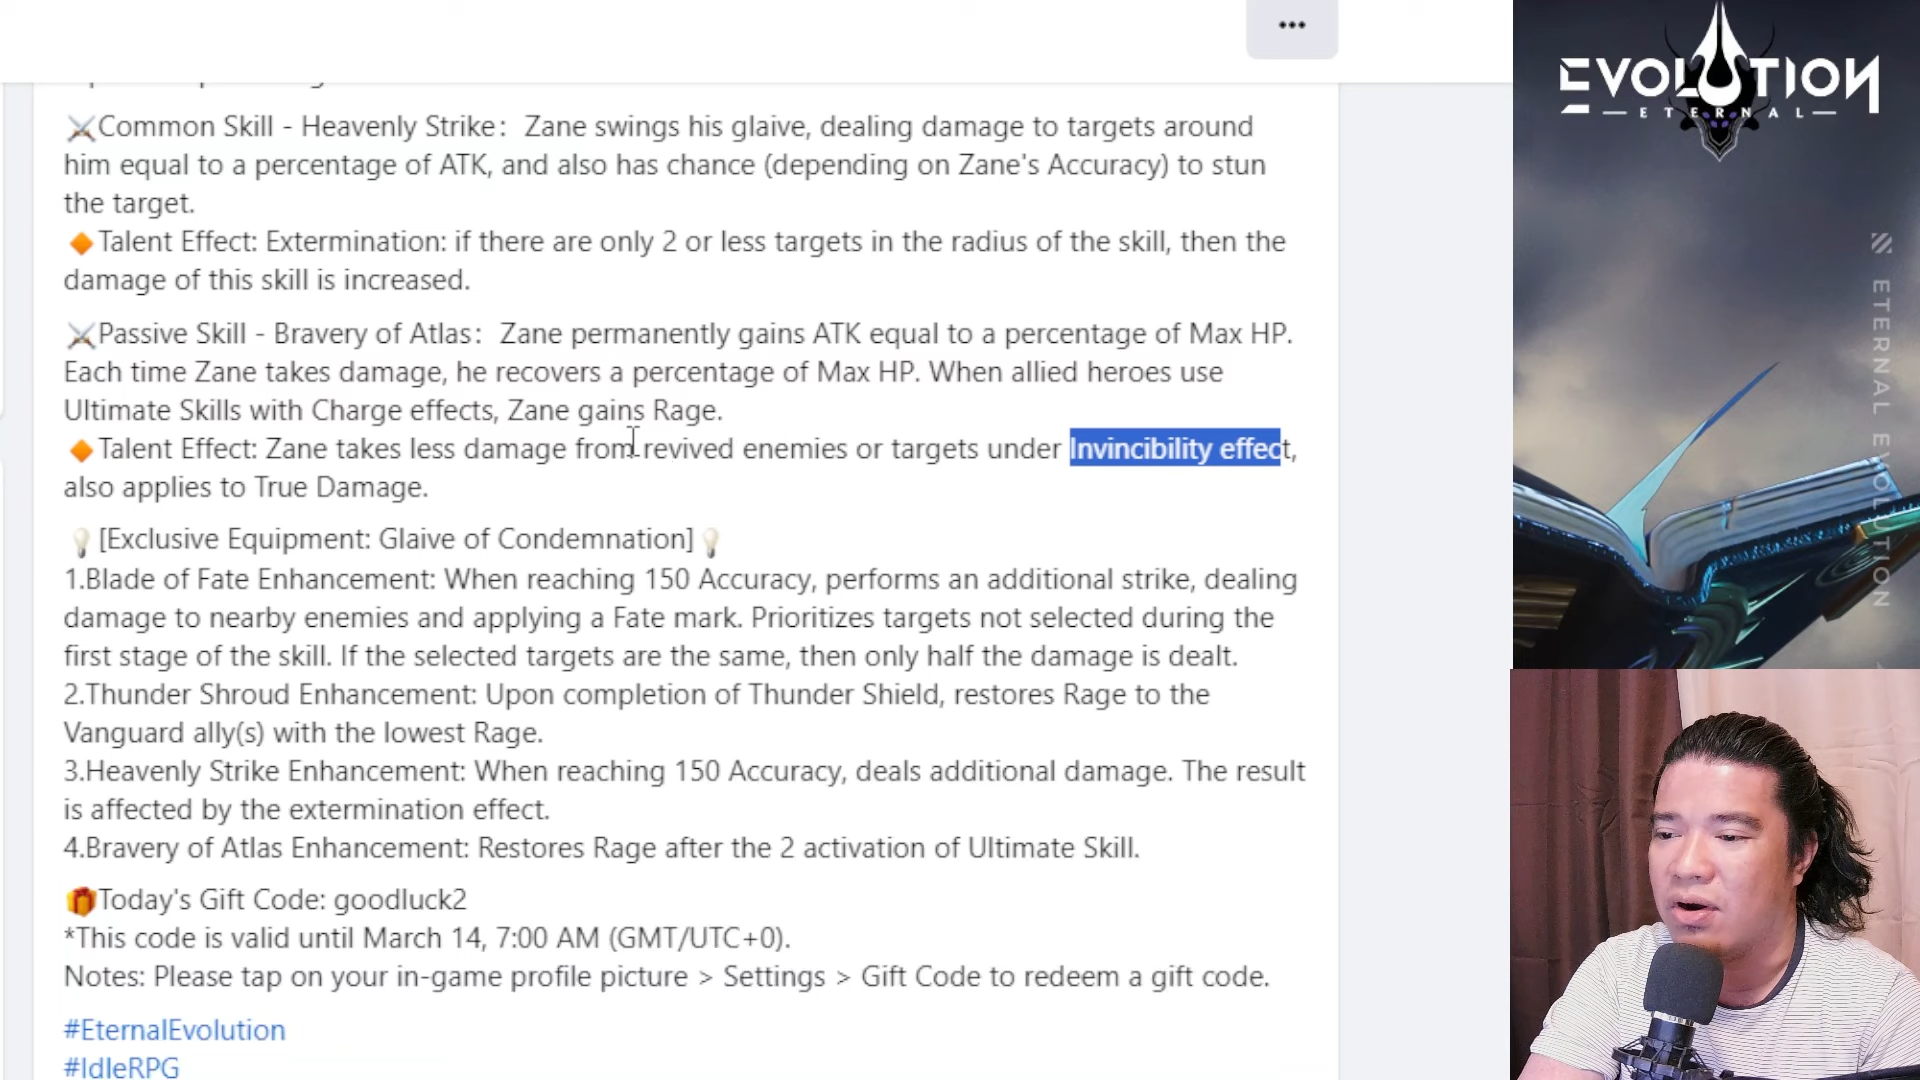 Common Skill - Heavenly Strike：Zane swings his glaive, dealing damage to targets around
him equal to a percentage of ATK, and also has chance (depending on Zane's Accuracy) to stun
the target.
Talent Effect: Extermination: if there are only 2 or less targets in the radius of the skill, then the
damage of this skill is increased.
Passive Skill - Bravery of Atlas：Zane permanently gains ATK equal to a percentage of Max HP.
Each time Zane takes damage, he recovers a percentage of Max HP. When allied heroes use
Ultimate Skills with Charge effects, Zane gains Rage.
Talent Effect: Zane takes less damage from revived enemies or targets under Invincibility effect,
also applies to True Damage.
[Exclusive Equipment: Glaive of Condemnation]
1.Blade of Fate Enhancement: When reaching 150 Accuracy, performs an additional strike, dealing
damage to nearby enemies and applying a Fate mark. Prioritizes targets not selected during the
first stage of the skill. If the selected targets are the same, then only half the damage is dealt.
2.Thunder Shroud Enhancement: Upon completion of Thunder Shield, restores Rage to the
Vanguard ally(s) with the lowest Rage.
3.Heavenly Strike Enhancement: When reaching 150 Accuracy, deals additional damage. The result
is affected by the extermination effect.
4.Bravery of Atlas Enhancement: Restores Rage after the 2 activation of Ultimate Skill.
Today's Gift Code: goodluck2
*This code is valid until March 14, 7:00 AM (GMT/UTC+0).
Notes: Please tap on your in-game profile picture > Settings > Gift Code to redeem a gift code.
#EternalEvolution
#IdleRPG
EVOLUTION
ETERNAL
ETERNAL EVOLUTION